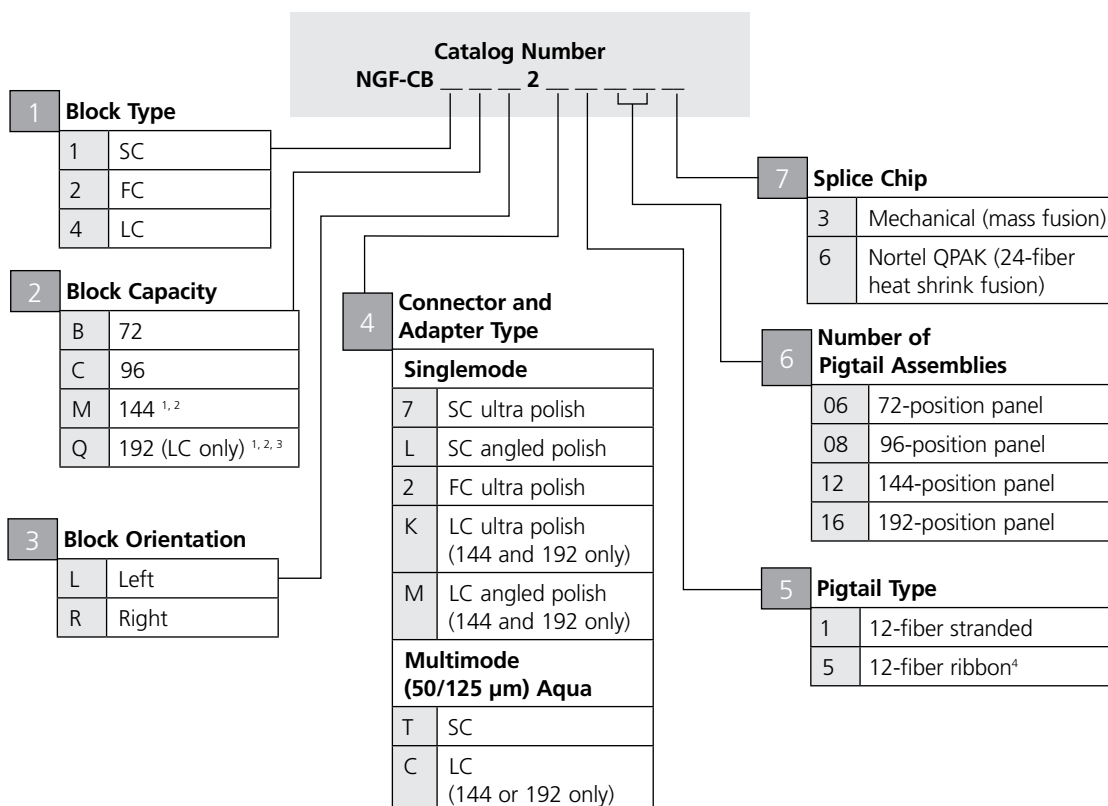 Catalog Number
NGF-CB __ __ __ 2 __ __ __ __ __
1 Block Type
1 SC
2 FC
4 LC
2 Block Capacity
B 72
C 96
M 144 1, 2
Q 192 (LC only) 1, 2, 3
3 Block Orientation
L Left
R Right
4 Connector and
Adapter Type
Singlemode
7 SC ultra polish
L SC angled polish
2 FC ultra polish
K LC ultra polish
(144 and 192 only)
M LC angled polish
(144 and 192 only)
Multimode
(50/125 µm) Aqua
T SC
C LC
(144 or 192 only)
7 Splice Chip
3 Mechanical (mass fusion)
6 Nortel QPAK (24-fiber
heat shrink fusion)
6 Number of
Pigtail Assemblies
06 72-position panel
08 96-position panel
12 144-position panel
16 192-position panel
5 Pigtail Type
1 12-fiber stranded
5 12-fiber ribbon4